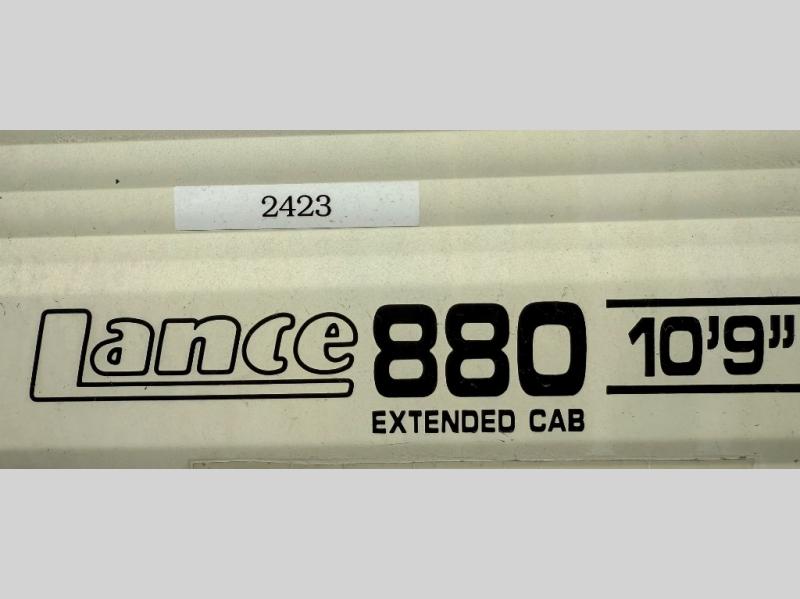 2423
Lance 880 10'9"
EXTENDED CAB